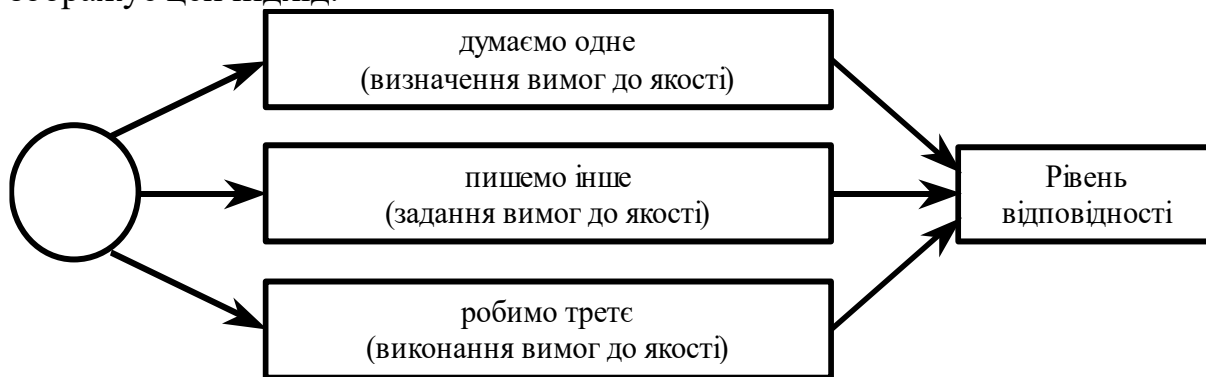 думаємо одне
(визначення вимог до якості)
пишемо інше
(задання вимог до якості)
Рівень
відповідності
робимо третє
(виконання вимог до якості)